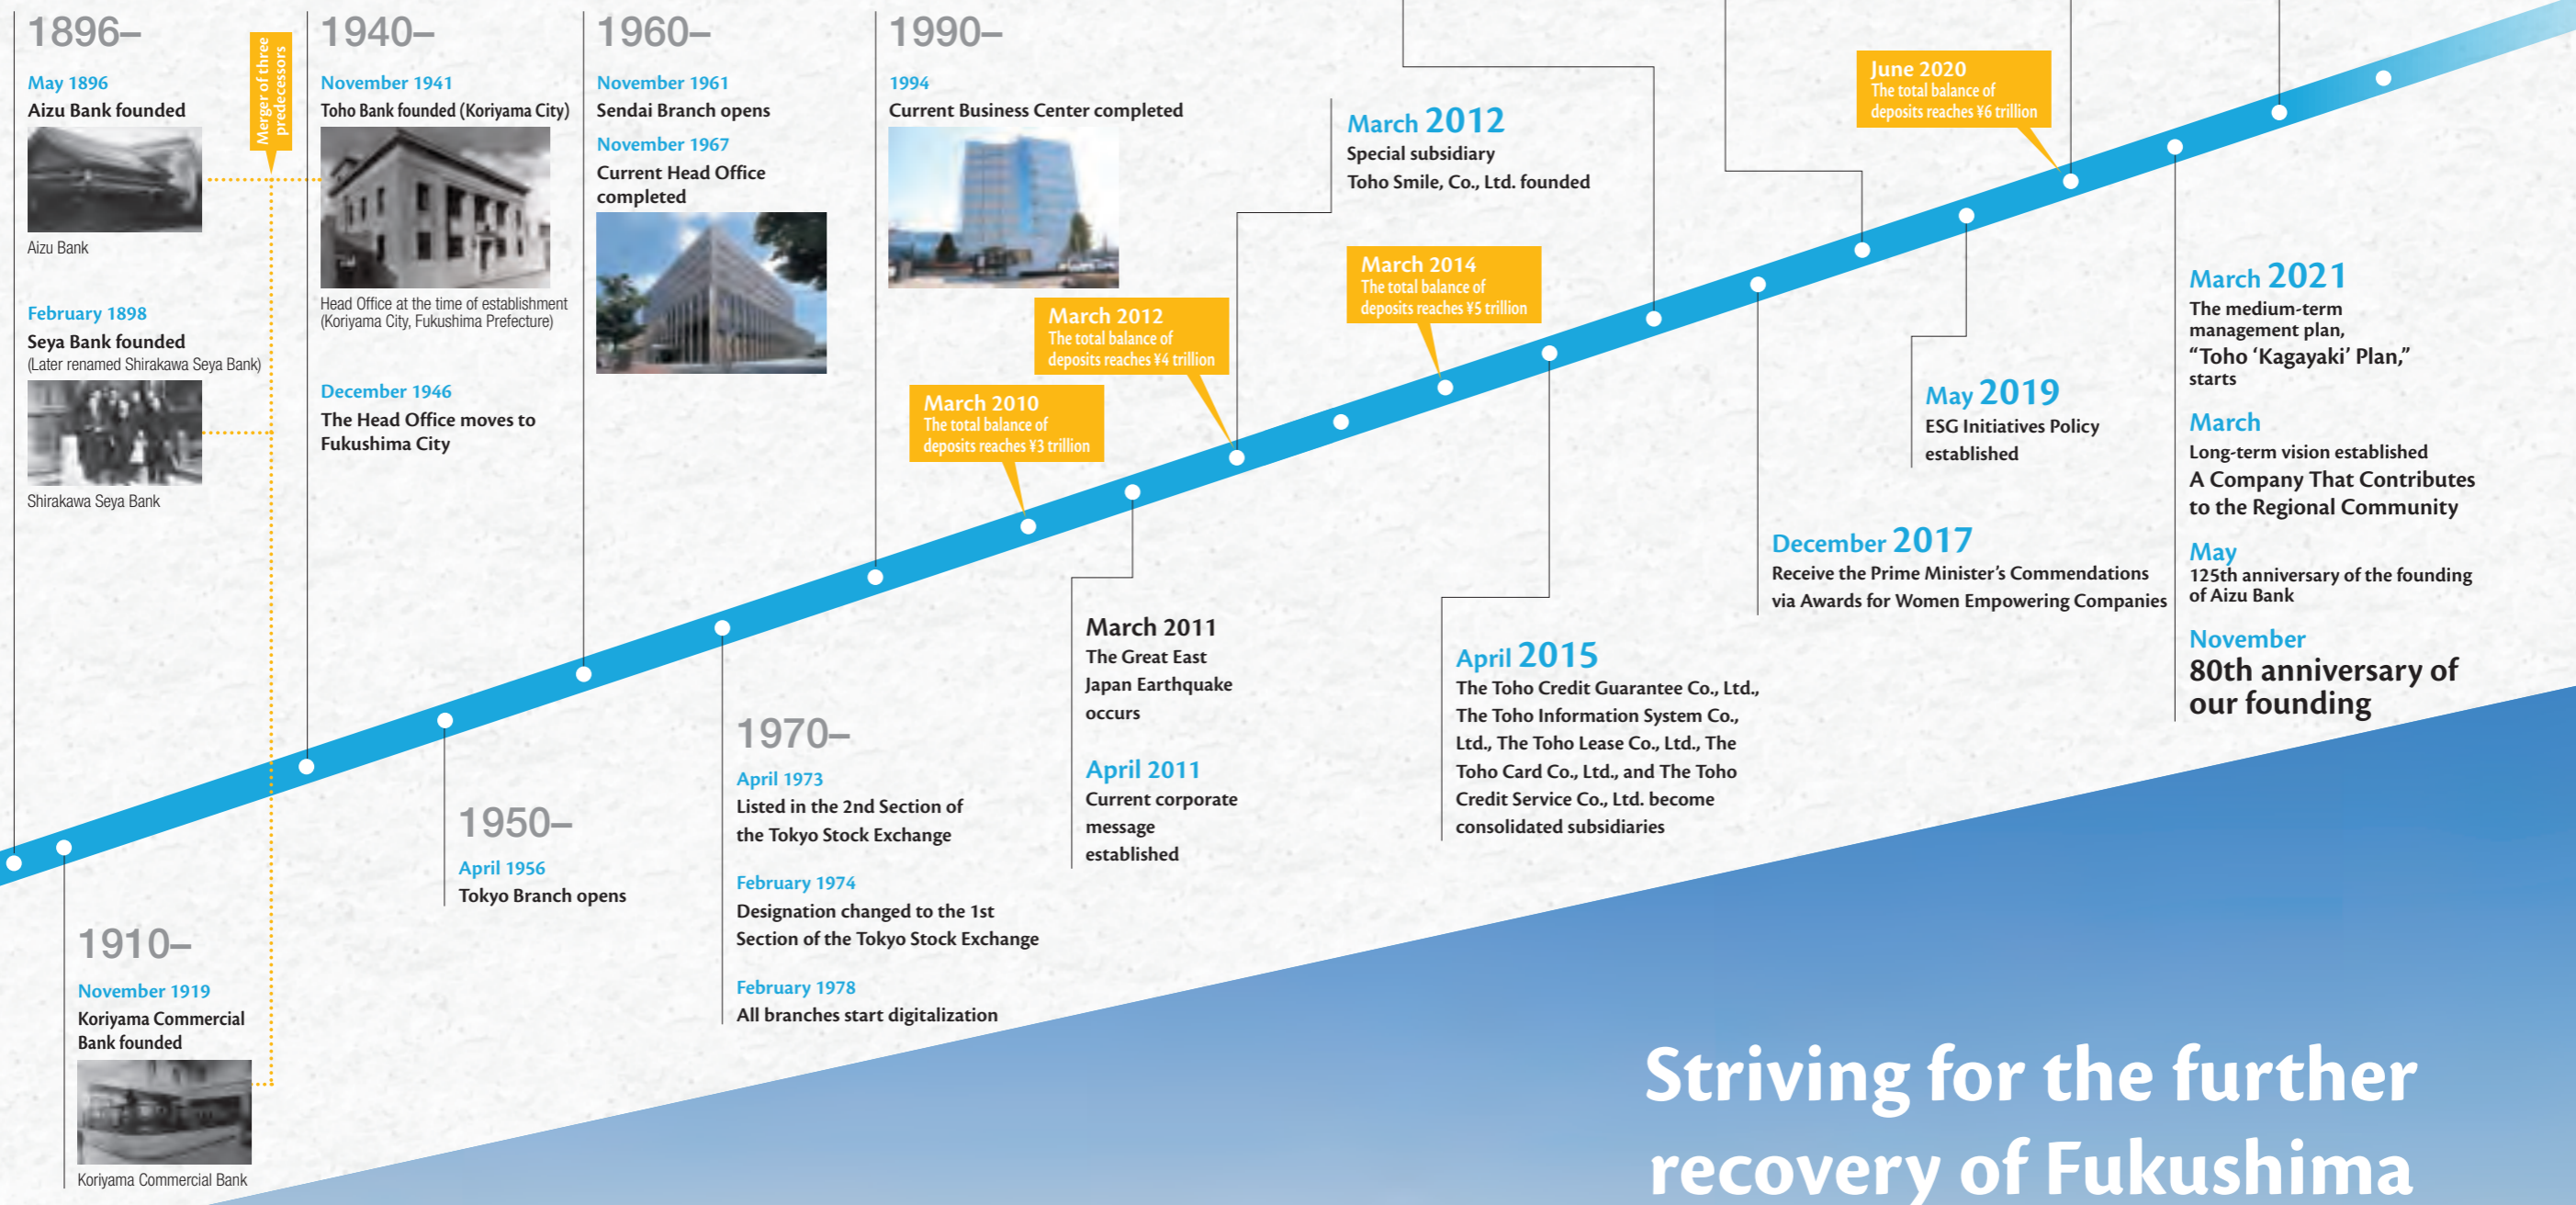 1896–
May 1896
Aizu Bank founded
Aizu Bank
February 1898
Seya Bank founded
(Later renamed Shirakawa Seya Bank)
Shirakawa Seya Bank
Merger of three
predecessors
1910–
November 1919
Koriyama Commercial
Bank founded
Koriyama Commercial Bank
1940–
November 1941
Toho Bank founded (Koriyama City)
Head Office at the time of establishment
(Koriyama City, Fukushima Prefecture)
December 1946
The Head Office moves to
Fukushima City
1950–
April 1956
Tokyo Branch opens
1960–
November 1961
Sendai Branch opens
November 1967
Current Head Office
completed
1970–
April 1973
Listed in the 2nd Section of
the Tokyo Stock Exchange
February 1974
Designation changed to the 1st
Section of the Tokyo Stock Exchange
February 1978
All branches start digitalization
1990–
1994
Current Business Center completed
March 2010
The total balance of
deposits reaches ¥3 trillion
March 2011
The Great East
Japan Earthquake
occurs
April 2011
Current corporate
message
established
March 2012
The total balance of
deposits reaches ¥4 trillion
March 2012
Special subsidiary
Toho Smile, Co., Ltd. founded
March 2014
The total balance of
deposits reaches ¥5 trillion
April 2015
The Toho Credit Guarantee Co., Ltd.,
The Toho Information System Co.,
Ltd., The Toho Lease Co., Ltd., The
Toho Card Co., Ltd., and The Toho
Credit Service Co., Ltd. become
consolidated subsidiaries
December 2017
Receive the Prime Minister’s Commendations
via Awards for Women Empowering Companies
May 2019
ESG Initiatives Policy
established
June 2020
The total balance of
deposits reaches ¥6 trillion
March 2021
The medium-term
management plan,
“Toho ‘Kagayaki’ Plan,”
starts
March
Long-term vision established
A Company That Contributes
to the Regional Community
May
125th anniversary of the founding
of Aizu Bank
November
80th anniversary of
our founding
Striving for the further
recovery of Fukushima